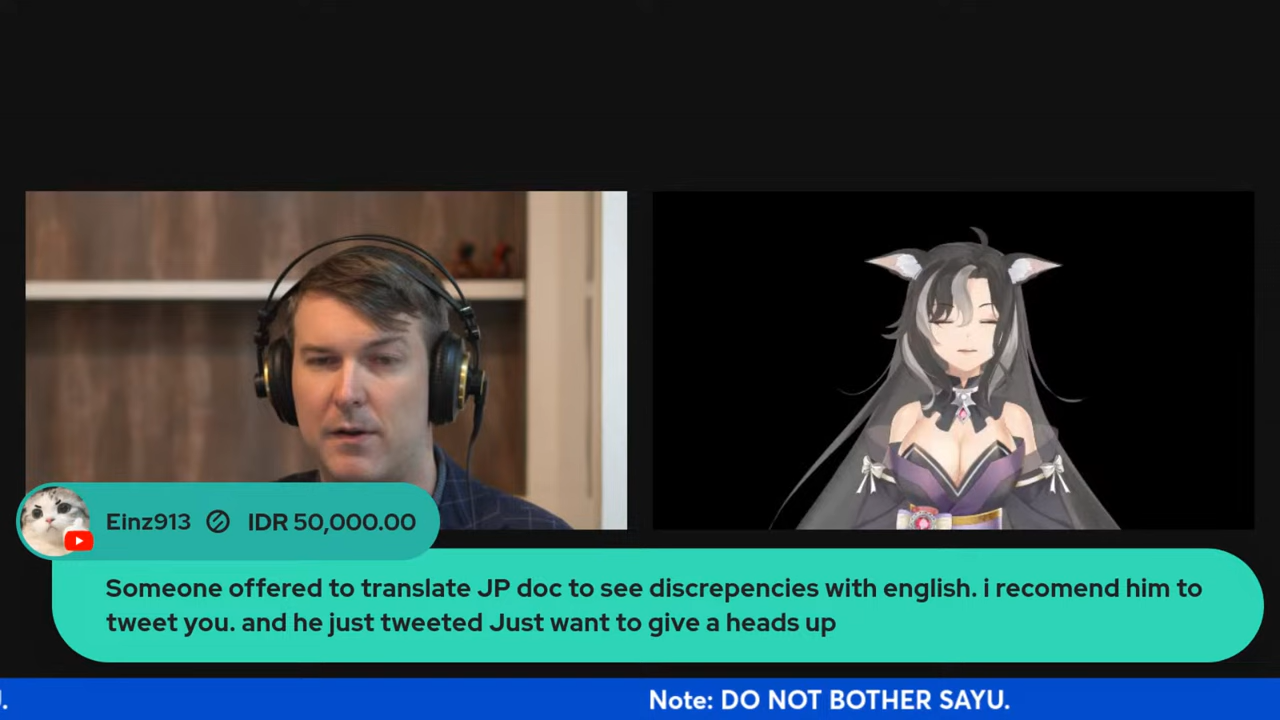 Einz913 IDR 50,000.00
Someone offered to translate JP doc to see discrepencies with english. i recomend him to
tweet you. and he just tweeted Just want to give a heads up
. Note: DO NOT BOTHER SAYU.